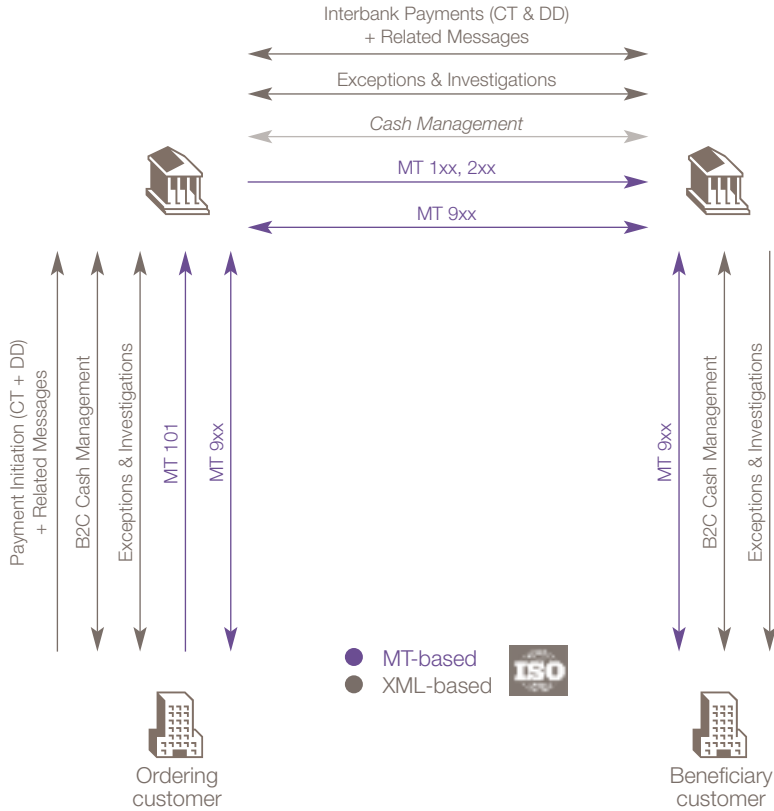 Interbank Payments (CT & DD)
+ Related Messages
Exceptions & Investigations
Cash Management
MT 1xx, 2xx
MT 9xx
Payment Initiation (CT + DD)
+ Related Messages
B2C Cash Management
Exceptions & Investigations
MT 101
MT 9xx
MT 9xx
B2C Cash Management
Exceptions & Investigations
MT-based
XML-based
ISO
Ordering
customer
Beneficiary
customer